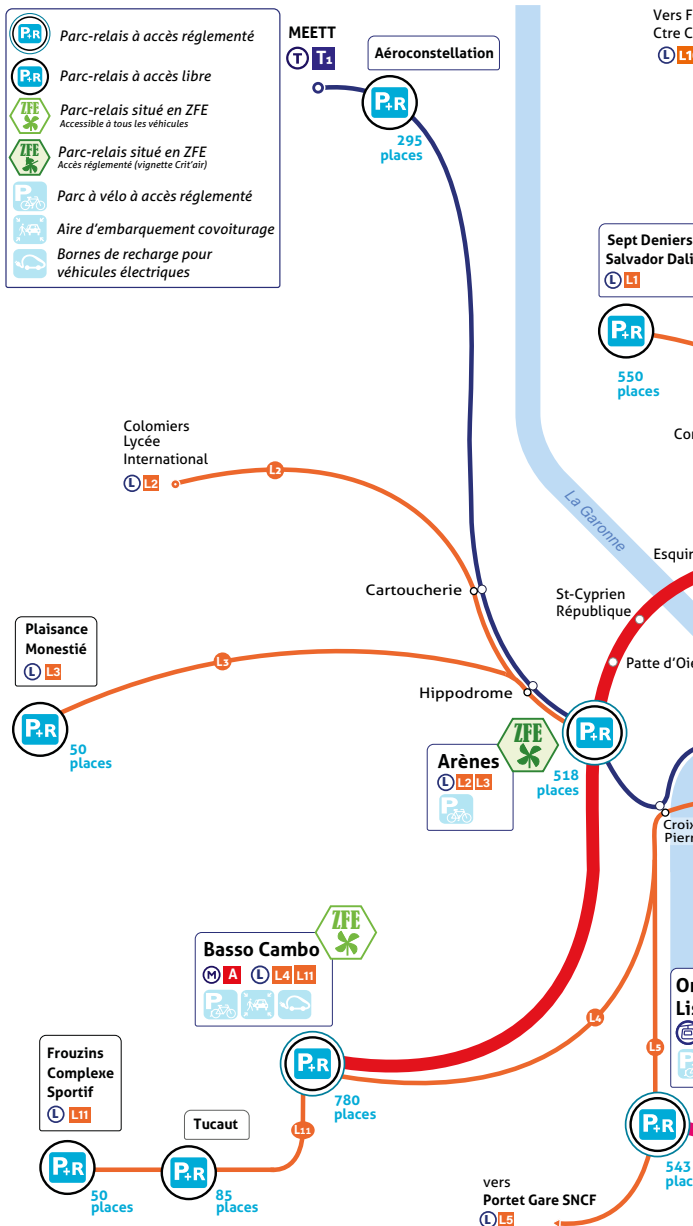 P+R Parc-relais à accès réglementé
P+R Parc-relais à accès libre
ZFE Parc-relais situé en ZFE
Accessible à tous les véhicules
ZFE Parc-relais situé en ZFE
Accès réglementé (vignette Crit'air)
P Parc à vélo à accès réglementé
Aire d'embarquement covoiturage
Bornes de recharge pour
véhicules électriques
MEETT
T T1
Aéroconstellation
P+R
295
places
Vers F
Ctre C
L L1
Sept Deniers
Salvador Dali
L L1
P+R
550
places
Colomiers
Lycée
International
L L2
L2
La Garonne
Cartoucherie
Esquir
St-Cyprien
République
Patte d'Oie
Plaisance
Monestié
L L3
L3
P+R
50
places
Hippodrome
ZFE
P+R
Arènes
L L2 L3
P
518
places
Croix
Pierr
ZFE
Basso Cambo
M A L L4 L11
P
P+R
780
places
L4
L5
Or
Lis
P
Frouzins
Complexe
Sportif
L L11
P+R
50
places
Tucaut
P+R
85
places
L11
P+R
543
plac
vers
Portet Gare SNCF
L L5